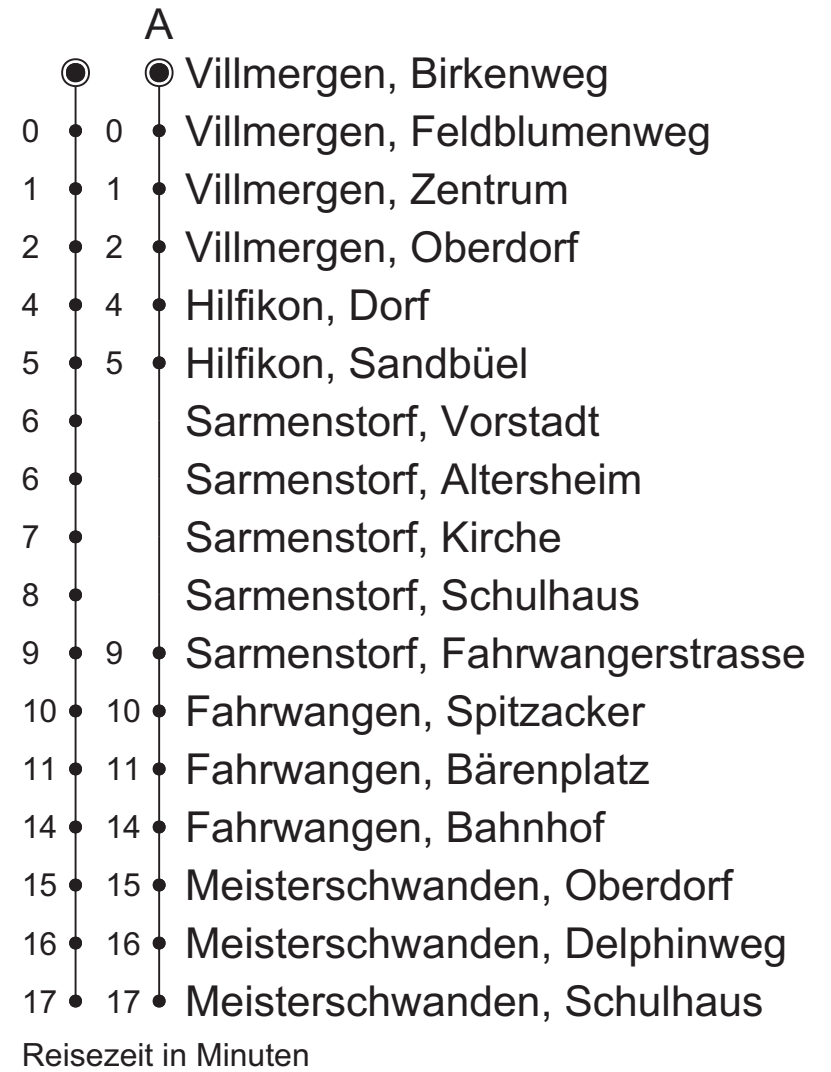 A
Villmergen, Birkenweg
0 0 Villmergen, Feldblumenweg
1 1 Villmergen, Zentrum
2 2 Villmergen, Oberdorf
4 4 Hilfikon, Dorf
5 5 Hilfikon, Sandbüel
6 Sarmenstorf, Vorstadt
6 Sarmenstorf, Altersheim
7 Sarmenstorf, Kirche
8 Sarmenstorf, Schulhaus
9 9 Sarmenstorf, Fahrwangerstrasse
10 10 Fahrwangen, Spitzacker
11 11 Fahrwangen, Bärenplatz
14 14 Fahrwangen, Bahnhof
15 15 Meisterschwanden, Oberdorf
16 16 Meisterschwanden, Delphinweg
17 17 Meisterschwanden, Schulhaus
Reisezeit in Minuten